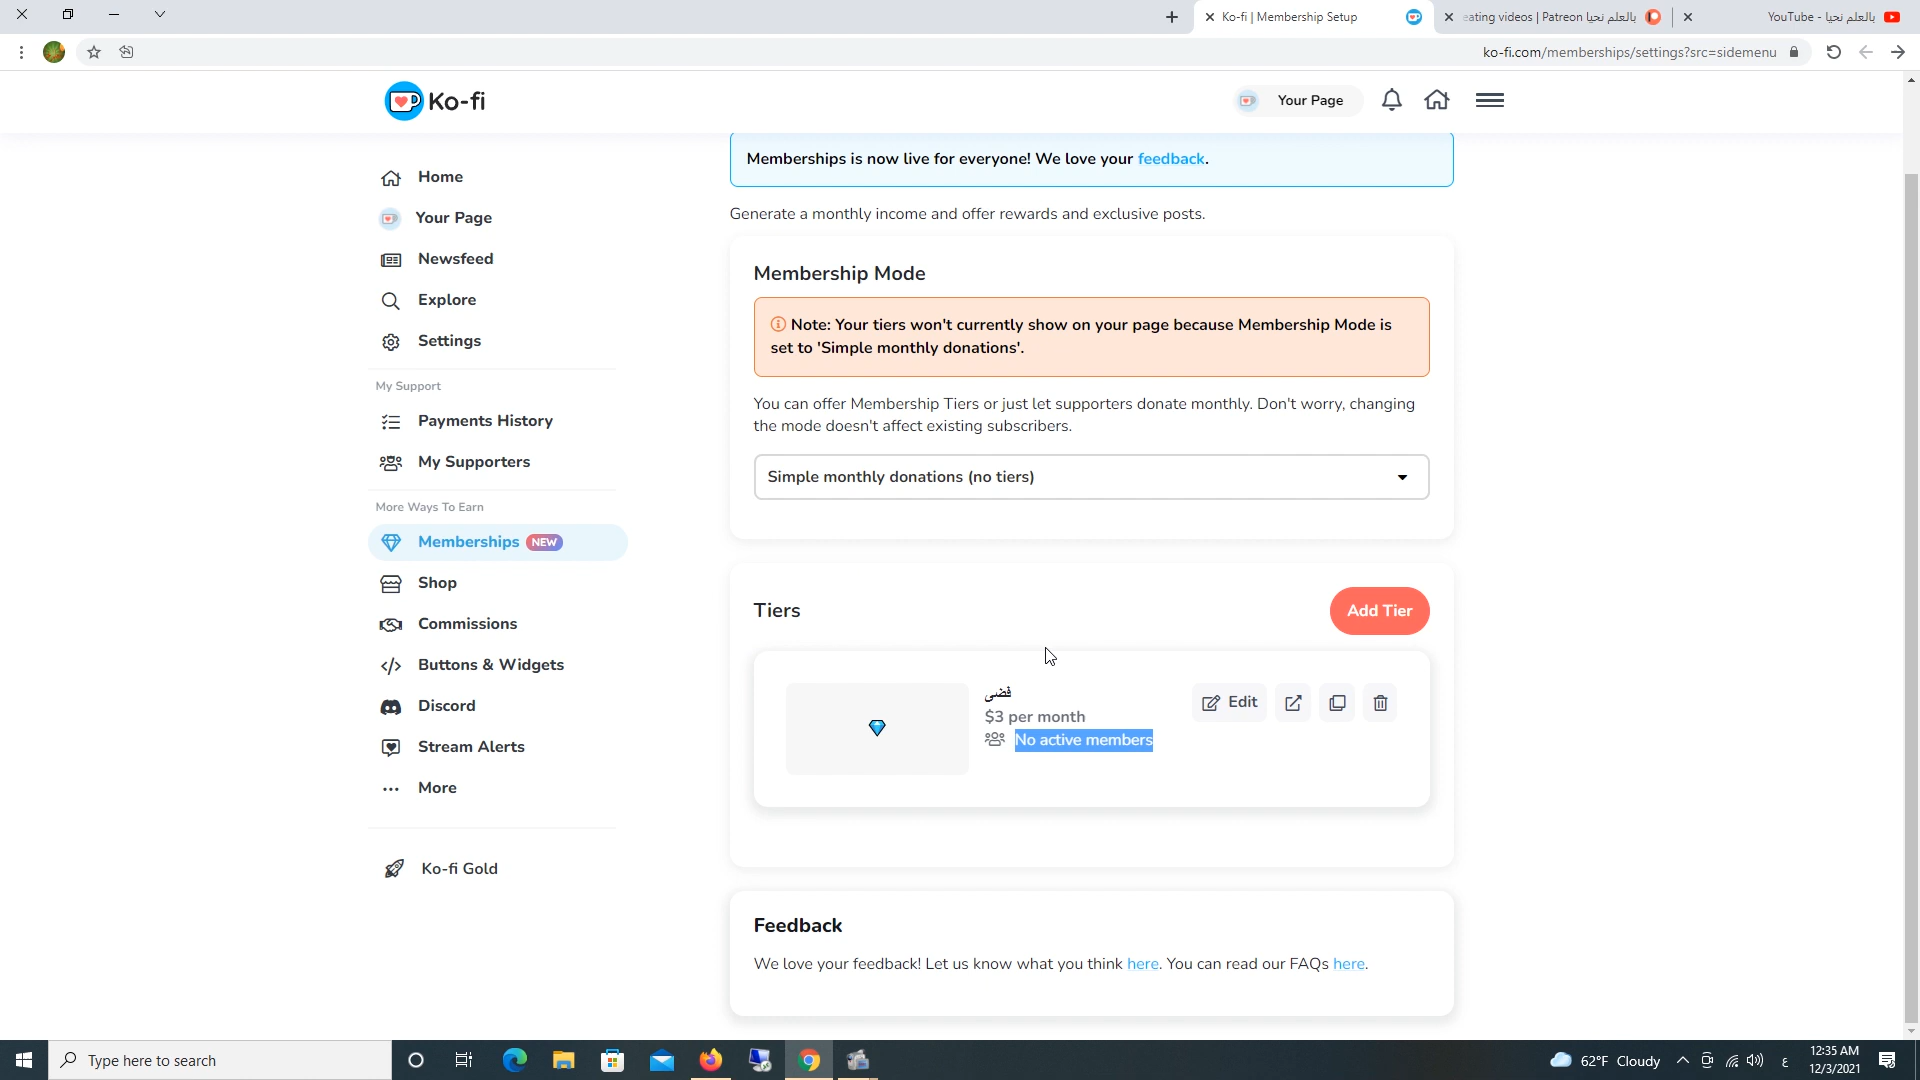 Ko-fi | Membership Setup
eating videos | Patreon بالعلم نحيا
YouTube - بالعلم نحيا
ko-fi.com/memberships/settings?src=sidemenu
Ko-fi
Your Page
Home
Your Page
Newsfeed
Explore
Settings
My Support
Payments History
My Supporters
More Ways To Earn
Memberships NEW
Shop
Commissions
Buttons & Widgets
Discord
Stream Alerts
More
Ko-fi Gold
Memberships is now live for everyone! We love your feedback.
Generate a monthly income and offer rewards and exclusive posts.
Membership Mode
Note: Your tiers won't currently show on your page because Membership Mode is
set to 'Simple monthly donations'.
You can offer Membership Tiers or just let supporters donate monthly. Don't worry, changing
the mode doesn't affect existing subscribers.
Simple monthly donations (no tiers)
Tiers
Add Tier
فضى
$3 per month
No active members
Edit
Feedback
We love your feedback! Let us know what you think here. You can read our FAQs here.
Type here to search
62°F Cloudy
ع
12:35 AM
12/3/2021